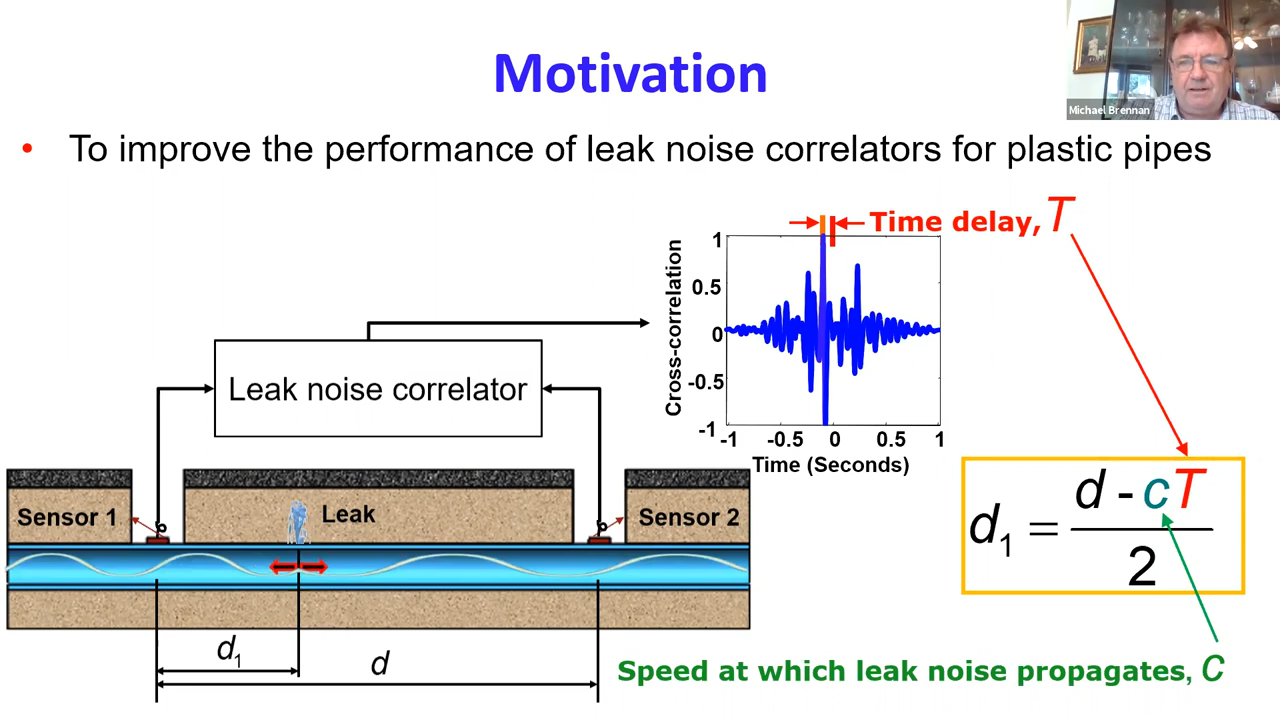 Motivation
Michael Brennan
• To improve the performance of leak noise correlators for plastic pipes
Time delay, T
Cross-correlation
1
0.5
0
-0.5
-1
-1 -0.5 0 0.5 1
Time (Seconds)
Leak noise correlator
Sensor 1
Leak
Sensor 2
d₁ = (d - cT) / 2
d₁
d
Speed at which leak noise propagates, c